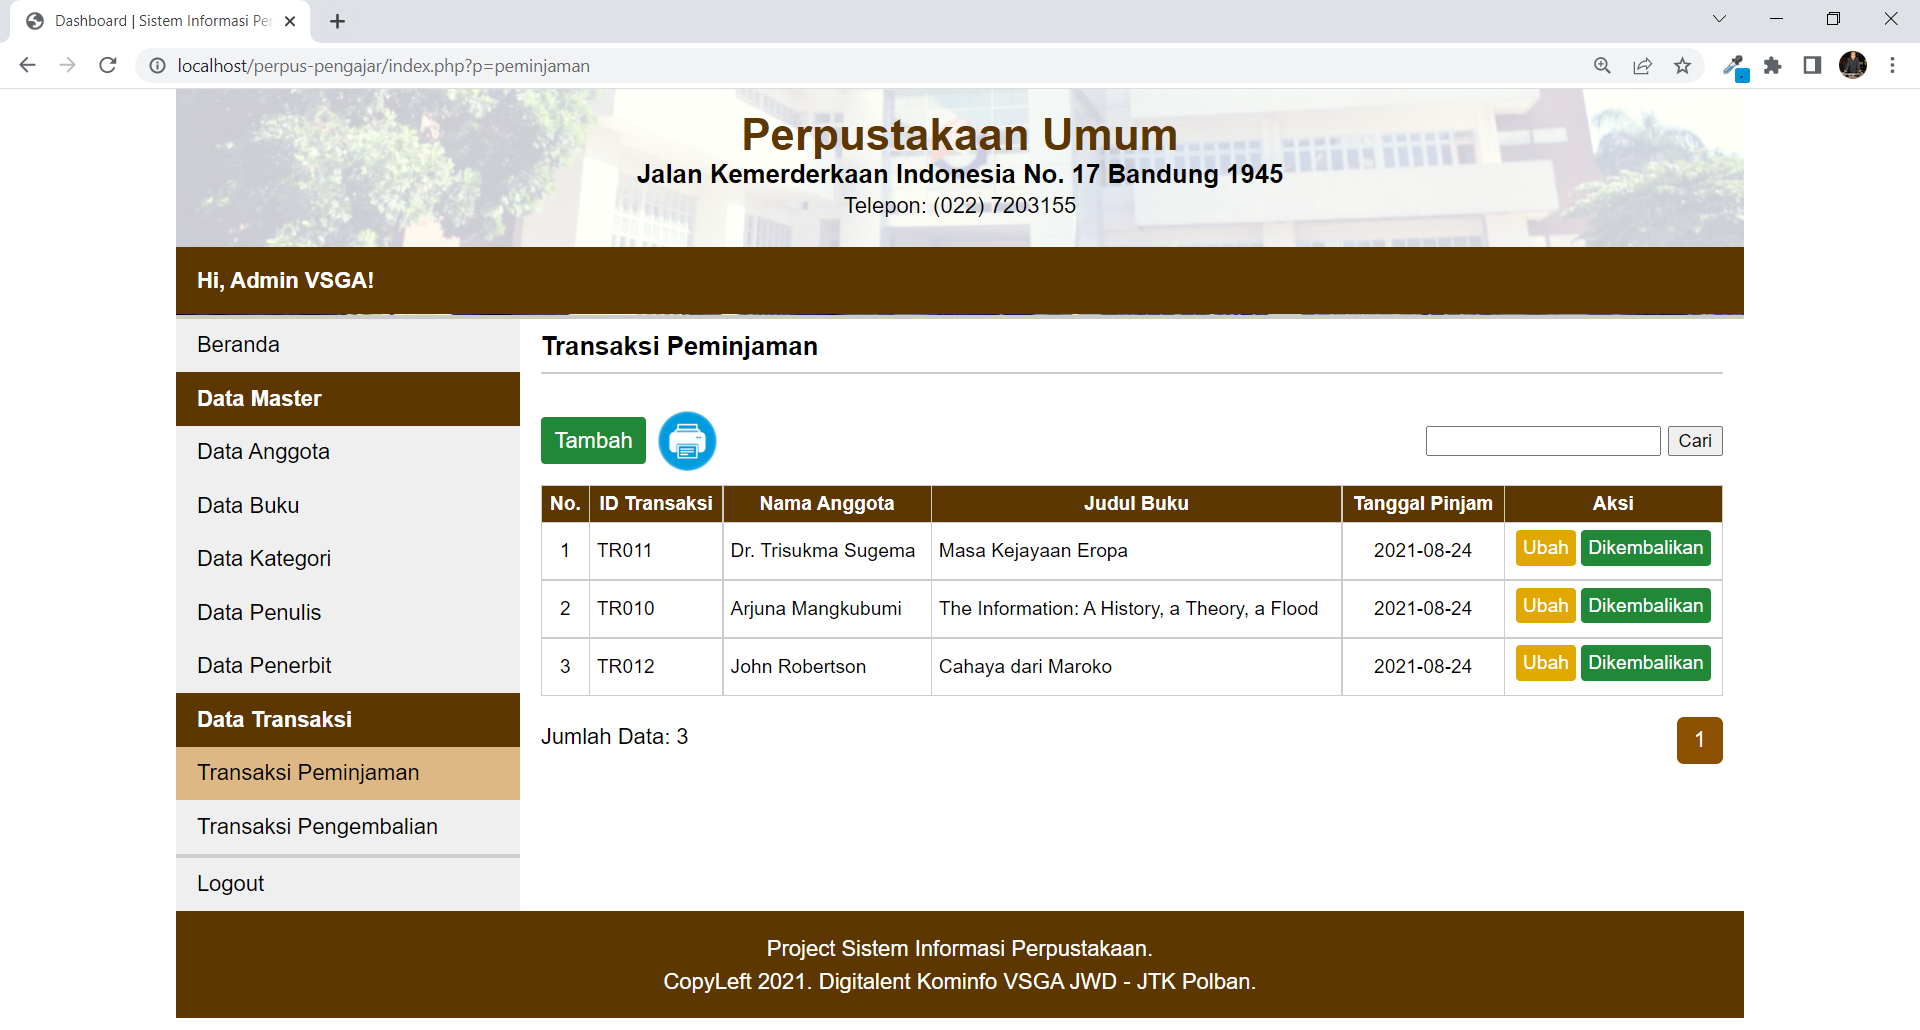 Dashboard | Sistem Informasi Per
localhost/perpus-pengajar/index.php?p=peminjaman
Perpustakaan Umum
Jalan Kemerderkaan Indonesia No. 17 Bandung 1945
Telepon: (022) 7203155
Hi, Admin VSGA!
Beranda
Data Master
Data Anggota
Data Buku
Data Kategori
Data Penulis
Data Penerbit
Data Transaksi
Transaksi Peminjaman
Transaksi Pengembalian
Logout
Transaksi Peminjaman
Tambah
Cari
No. ID Transaksi Nama Anggota Judul Buku Tanggal Pinjam Aksi
1 TR011 Dr. Trisukma Sugema Masa Kejayaan Eropa 2021-08-24 Ubah Dikembalikan
2 TR010 Arjuna Mangkubumi The Information: A History, a Theory, a Flood 2021-08-24 Ubah Dikembalikan
3 TR012 John Robertson Cahaya dari Maroko 2021-08-24 Ubah Dikembalikan
Jumlah Data: 3
1
Project Sistem Informasi Perpustakaan.
CopyLeft 2021. Digitalent Kominfo VSGA JWD - JTK Polban.